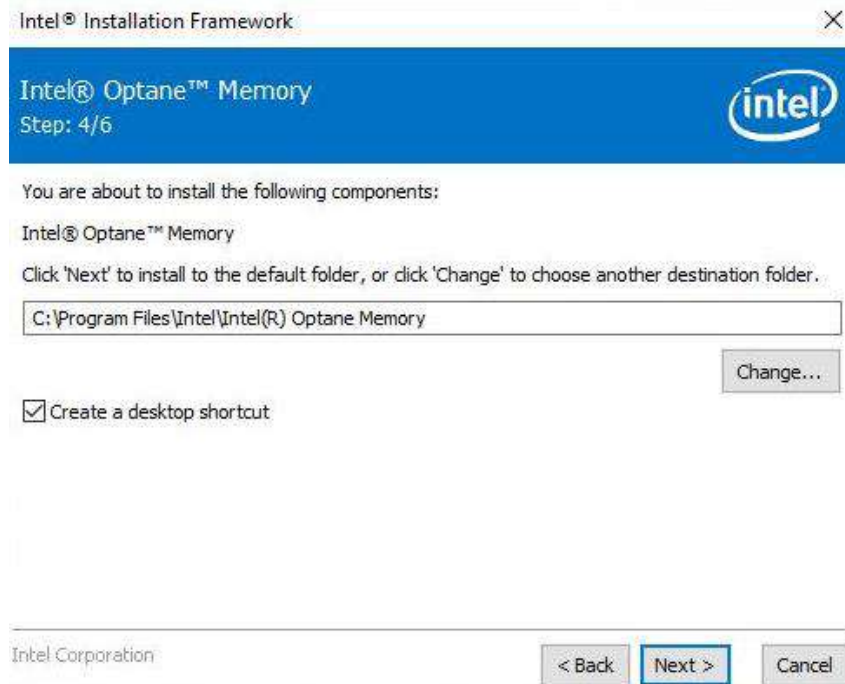 Intel® Installation Framework
Intel® Optane™ Memory
Step: 4/6
intel
You are about to install the following components:
Intel® Optane™ Memory
Click 'Next' to install to the default folder, or click 'Change' to choose another destination folder.
C:\Program Files\Intel\Intel(R) Optane Memory
Change...
Create a desktop shortcut
Intel Corporation
< Back Next > Cancel